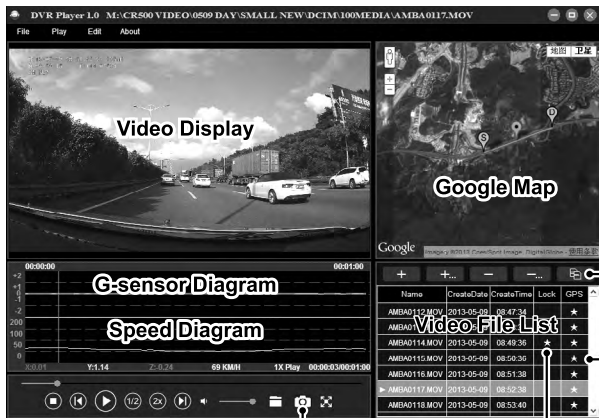 DVR Player 1.0 M:\CR500 VIDEO\0509 DAY\SMALL NEW\DCIM\100MEDIA\AMBA0117.MOV
File Play Edit About
Video Display
地图 卫星
S
D
Google Map
Google
使用条款
00:00:00 00:01:00
+2
+1
-1
-2
G-sensor Diagram
200
150
100
50
0
Speed Diagram
X:0.01 Y:1.14 Z:-0.24 69 KM/H 1X Play 00:00:03/00:01:00
1/2 2x
+ +... − −...
Name CreateDate CreateTime Lock GPS
AMBA0112.MOV 2013-05-09 08:47:34 ★
Video File List
AMBA0114.MOV 2013-05-09 08:49:36 ★ ★
AMBA0115.MOV 2013-05-09 08:50:36 ★
AMBA0116.MOV 2013-05-09 08:51:38 ★
AMBA0117.MOV 2013-05-09 08:52:38 ★
AMBA0118.MOV 2013-05-09 08:53:40 ★